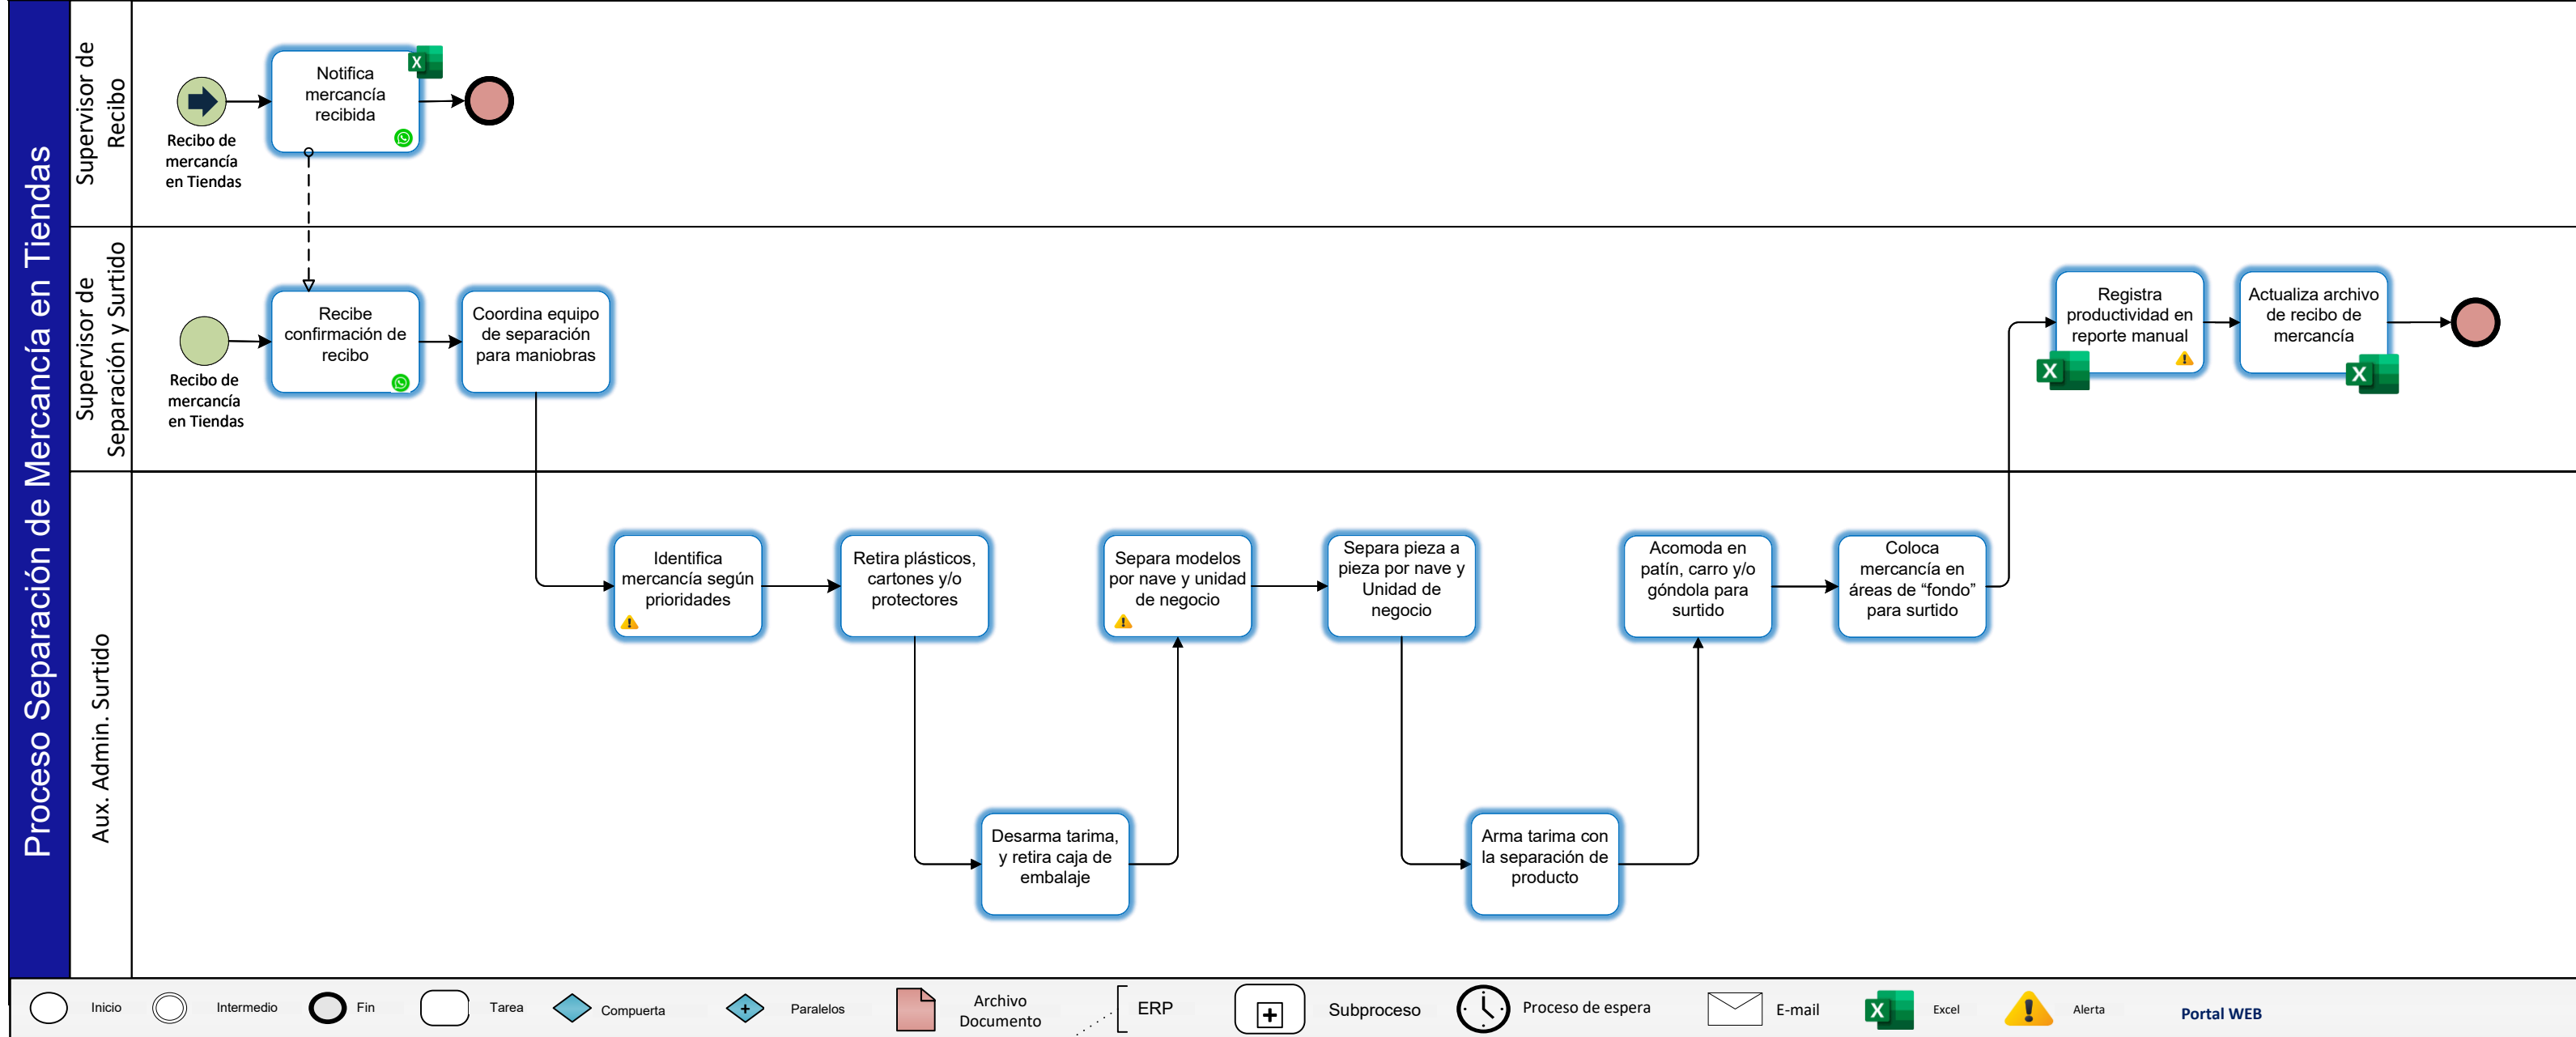 Proceso Separación de Mercancía en Tiendas
Supervisor de
Recibo
Recibo de
mercancía
en Tiendas
Notifica
mercancía
recibida
X
Supervisor de
Separación y Surtido
Recibo de
mercancía
en Tiendas
Recibe
confirmación de
recibo
Coordina equipo
de separación
para maniobras
Registra
productividad en
reporte manual
X
Actualiza archivo
de recibo de
mercancía
X
Aux. Admin. Surtido
Identifica
mercancía según
prioridades
Retira plásticos,
cartones y/o
protectores
Desarma tarima,
y retira caja de
embalaje
Separa modelos
por nave y unidad
de negocio
Separa pieza a
pieza por nave y
Unidad de
negocio
Arma tarima con
la separación de
producto
Acomoda en
patín, carro y/o
góndola para
surtido
Coloca
mercancía en
áreas de “fondo”
para surtido
Inicio
Intermedio
Fin
Tarea
Compuerta
Paralelos
Archivo
Documento
ERP
Subproceso
Proceso de espera
E-mail
X
Excel
Alerta
Portal WEB